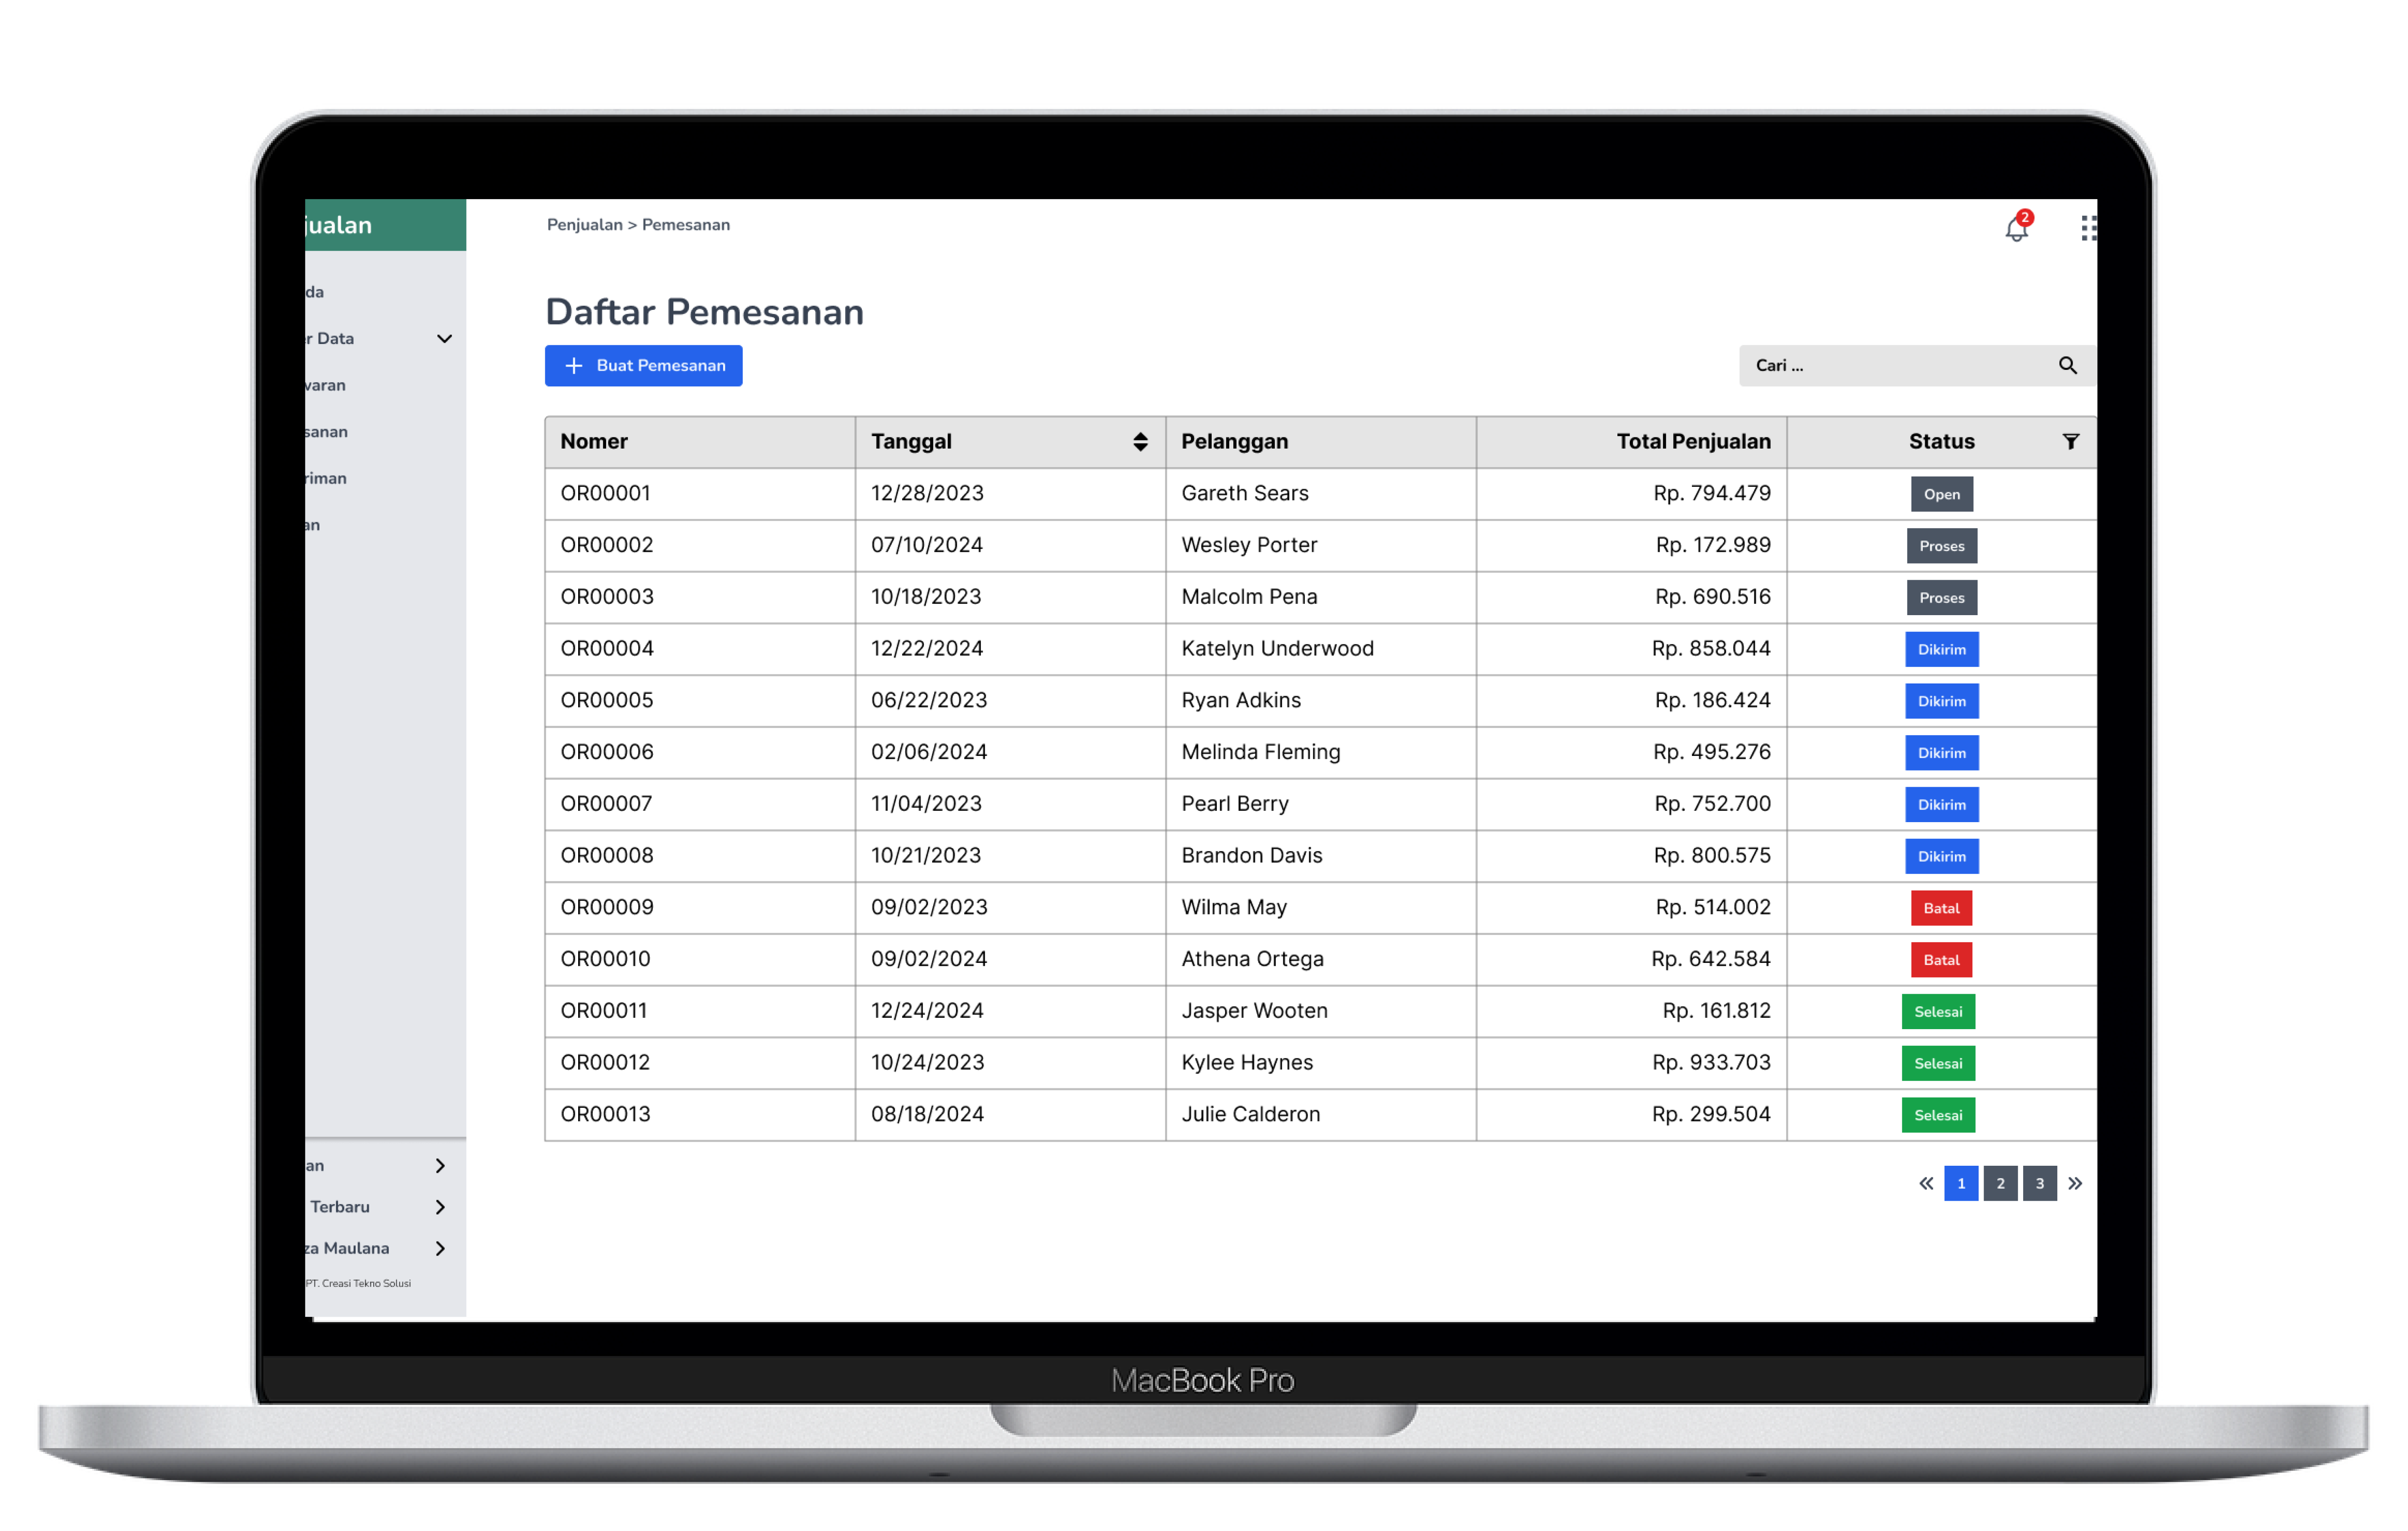 jualan
Penjualan > Pemesanan
2
da
r Data
waran
sanan
riman
an
Daftar Pemesanan
+ Buat Pemesanan
Cari ...
Nomer Tanggal Pelanggan Total Penjualan Status
OR00001 12/28/2023 Gareth Sears Rp. 794.479 Open
OR00002 07/10/2024 Wesley Porter Rp. 172.989 Proses
OR00003 10/18/2023 Malcolm Pena Rp. 690.516 Proses
OR00004 12/22/2024 Katelyn Underwood Rp. 858.044 Dikirim
OR00005 06/22/2023 Ryan Adkins Rp. 186.424 Dikirim
OR00006 02/06/2024 Melinda Fleming Rp. 495.276 Dikirim
OR00007 11/04/2023 Pearl Berry Rp. 752.700 Dikirim
OR00008 10/21/2023 Brandon Davis Rp. 800.575 Dikirim
OR00009 09/02/2023 Wilma May Rp. 514.002 Batal
OR00010 09/02/2024 Athena Ortega Rp. 642.584 Batal
OR00011 12/24/2024 Jasper Wooten Rp. 161.812 Selesai
OR00012 10/24/2023 Kylee Haynes Rp. 933.703 Selesai
OR00013 08/18/2024 Julie Calderon Rp. 299.504 Selesai
« 1 2 3 »
an
Terbaru
za Maulana
PT. Creasi Tekno Solusi
MacBook Pro